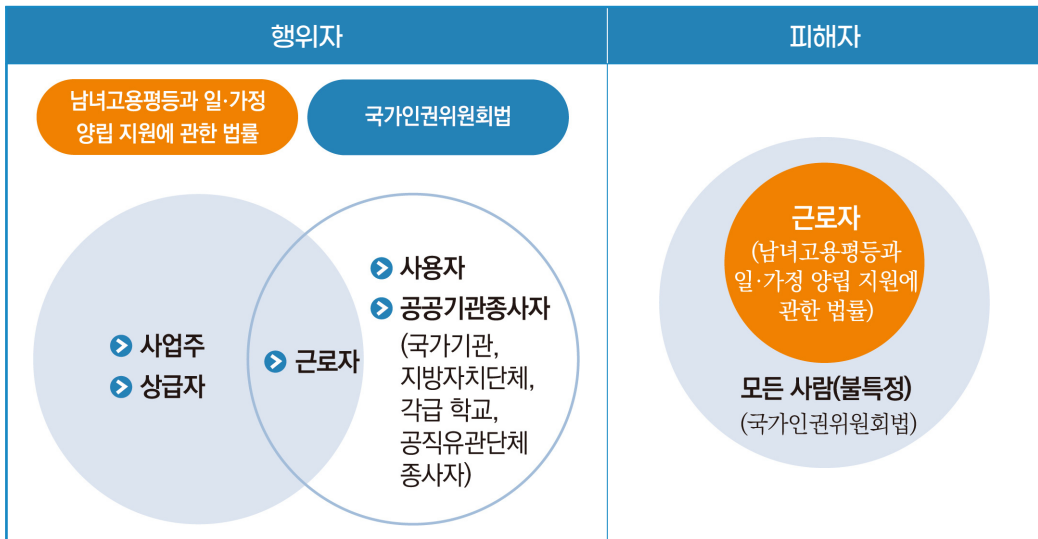 행위자
피해자
남녀고용평등과 일·가정
양립 지원에 관한 법률
국가인권위원회법
사업주
상급자
근로자
사용자
공공기관종사자
(국가기관,
지방자치단체,
각급 학교,
공직유관단체
종사자)
근로자
(남녀고용평등과
일·가정 양립 지원에
관한 법률)
모든 사람(불특정)
(국가인권위원회법)